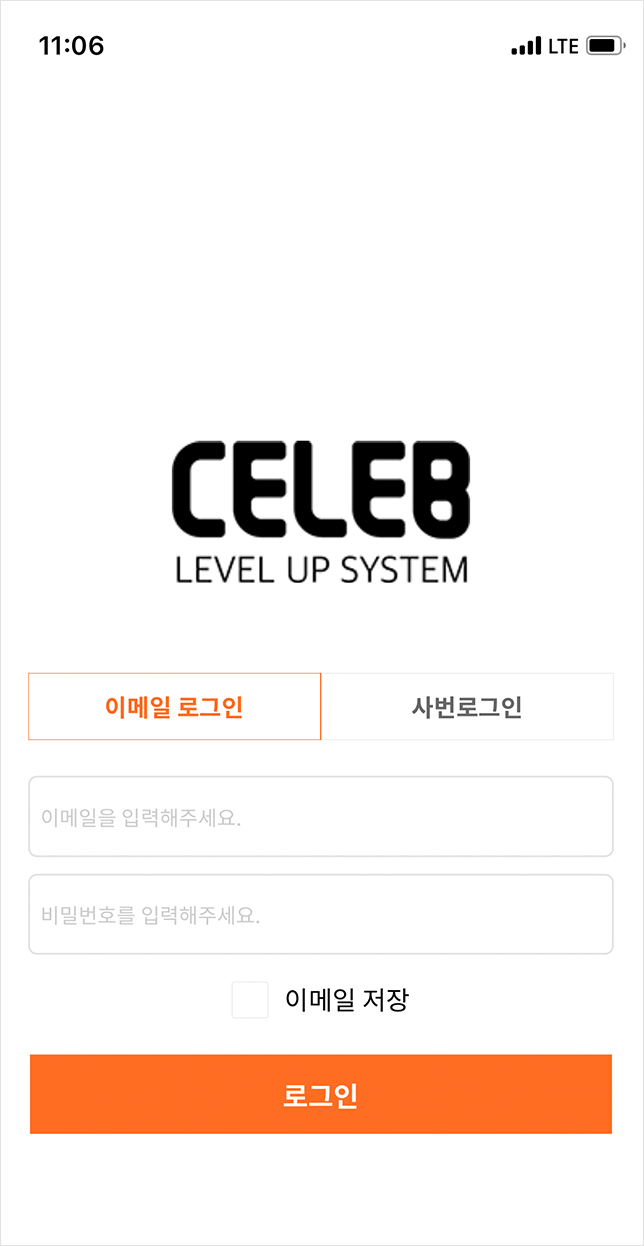 11:06
LTE
CELEB
LEVEL UP SYSTEM
이메일 로그인
사번로그인
이메일을 입력해주세요.
비밀번호를 입력해주세요.
이메일 저장
로그인